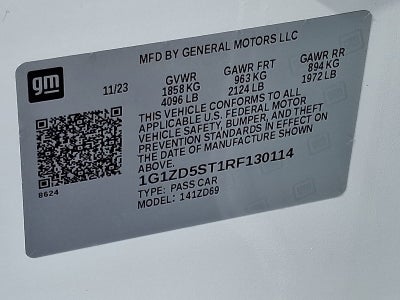 MFD BY GENERAL MOTORS LLC
gm
11/23
GVWR
1858 KG
4096 LB
GAWR FRT
963 KG
2124 LB
GAWR RR
894 KG
1972 LB
THIS VEHICLE CONFORMS TO ALL
APPLICABLE U.S. FEDERAL MOTOR
VEHICLE SAFETY, BUMPER, AND THEFT
PREVENTION STANDARDS IN EFFECT ON
THE DATE OF MANUFACTURE SHOWN
ABOVE.
1G1ZD5ST1RF130114
TYPE: PASS CAR
MODEL: 141ZD69
8624